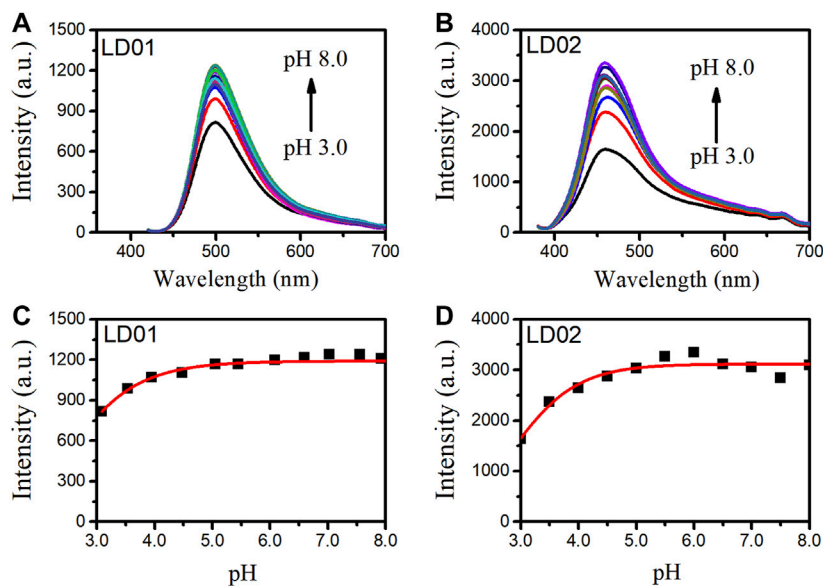 A
LD01
Intensity (a.u.)
1500
1200
900
600
300
0
pH 8.0
pH 3.0
400 500 600 700
Wavelength (nm)
B
LD02
Intensity (a.u.)
4000
3000
2000
1000
0
pH 8.0
pH 3.0
400 500 600 700
Wavelength (nm)
C
LD01
Intensity (a.u.)
1500
1200
900
600
300
0
3.0 4.0 5.0 6.0 7.0 8.0
pH
D
LD02
Intensity (a.u.)
4000
3000
2000
1000
0
3.0 4.0 5.0 6.0 7.0 8.0
pH